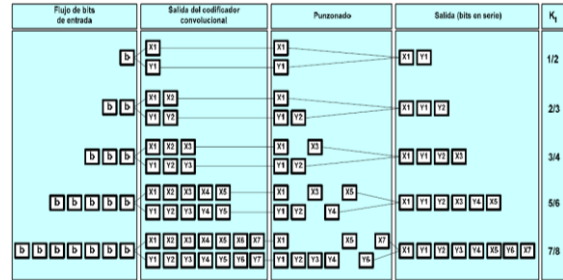 Flujo de bits de entrada
Salida del codificador convolucional
Punzonado
Salida (bits en serie)
K1
b
X1
X1
X1 Y1
1/2
Y1
Y1
b b
X1 X2
X1
X1 Y1 Y2
2/3
Y1 Y2
Y1 Y2
b b b
X1 X2 X3
X1 X3
X1 Y1 Y2 X3
3/4
Y1 Y2 Y3
Y1 Y2
b b b b b
X1 X2 X3 X4 X5
X1 X3 X5
X1 Y1 Y2 X3 Y4 X5
5/6
Y1 Y2 Y3 Y4 Y5
Y1 Y2 Y4
b b b b b b b
X1 X2 X3 X4 X5 X6 X7
X1 X5 X7
X1 Y1 Y2 Y3 Y4 X5 Y6 X7
7/8
Y1 Y2 Y3 Y4 Y5 Y6 Y7
Y1 Y2 Y3 Y4 Y6